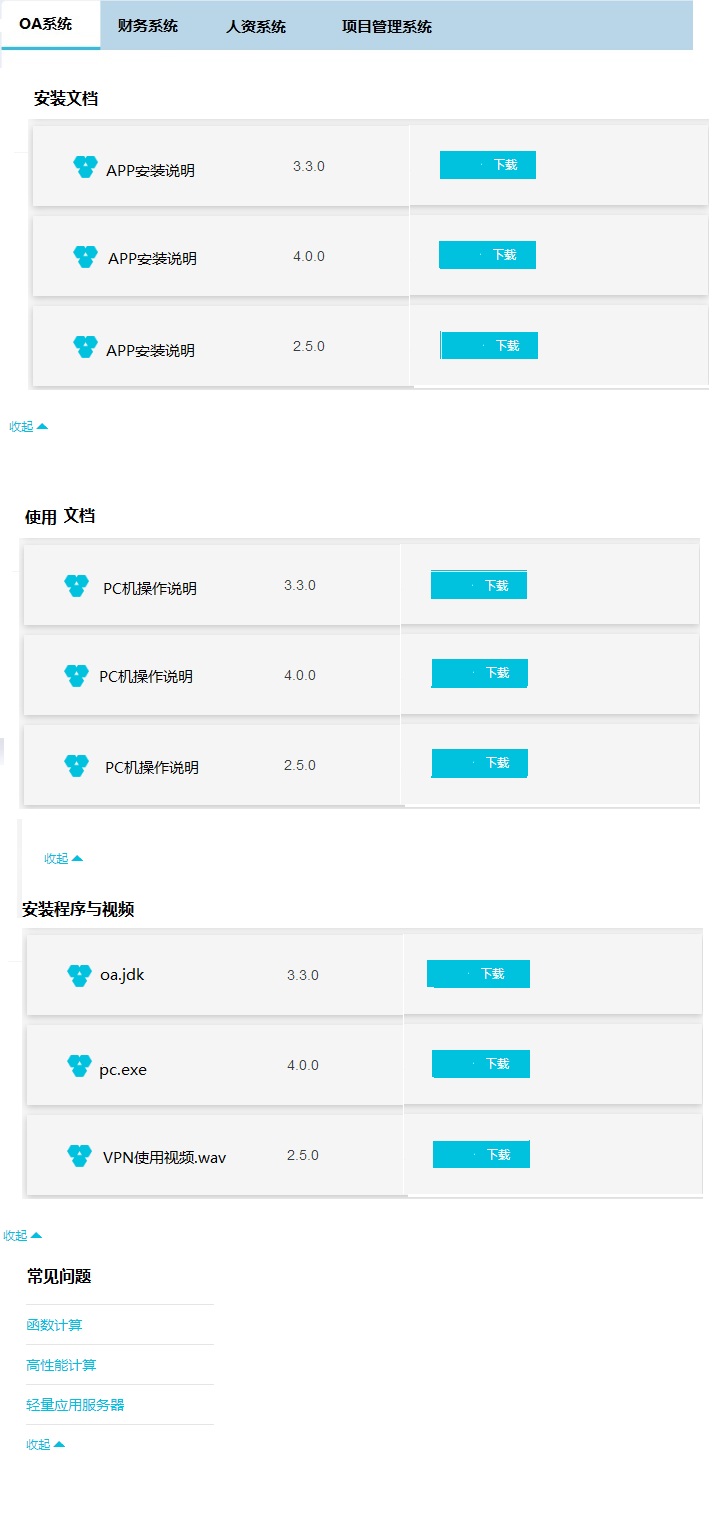 OA系统 财务系统 人资系统 项目管理系统
安装文档
APP安装说明 3.3.0 下载
APP安装说明 4.0.0 下载
APP安装说明 2.5.0 下载
收起
使用 文档
PC机操作说明 3.3.0 下载
PC机操作说明 4.0.0 下载
PC机操作说明 2.5.0 下载
收起
安装程序与视频
oa.jdk 3.3.0 下载
pc.exe 4.0.0 下载
VPN使用视频.wav 2.5.0 下载
收起
常见问题
函数计算
高性能计算
轻量应用服务器
收起